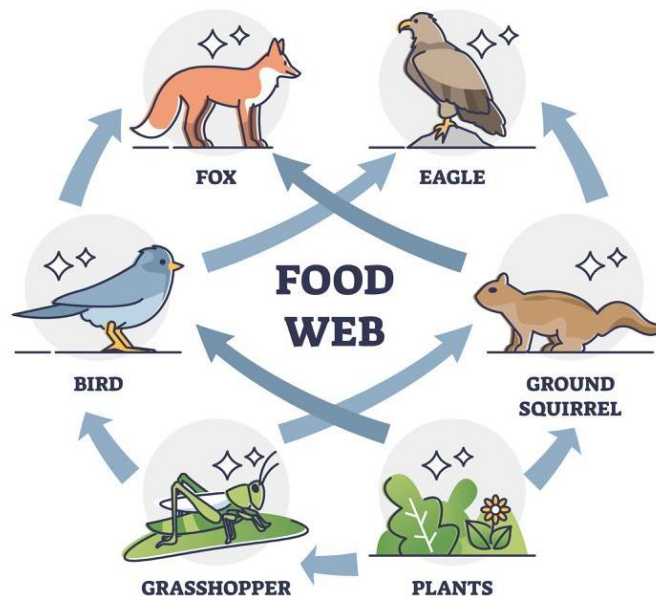 FOX
EAGLE
FOOD
WEB
BIRD
GROUND
SQUIRREL
GRASSHOPPER
PLANTS